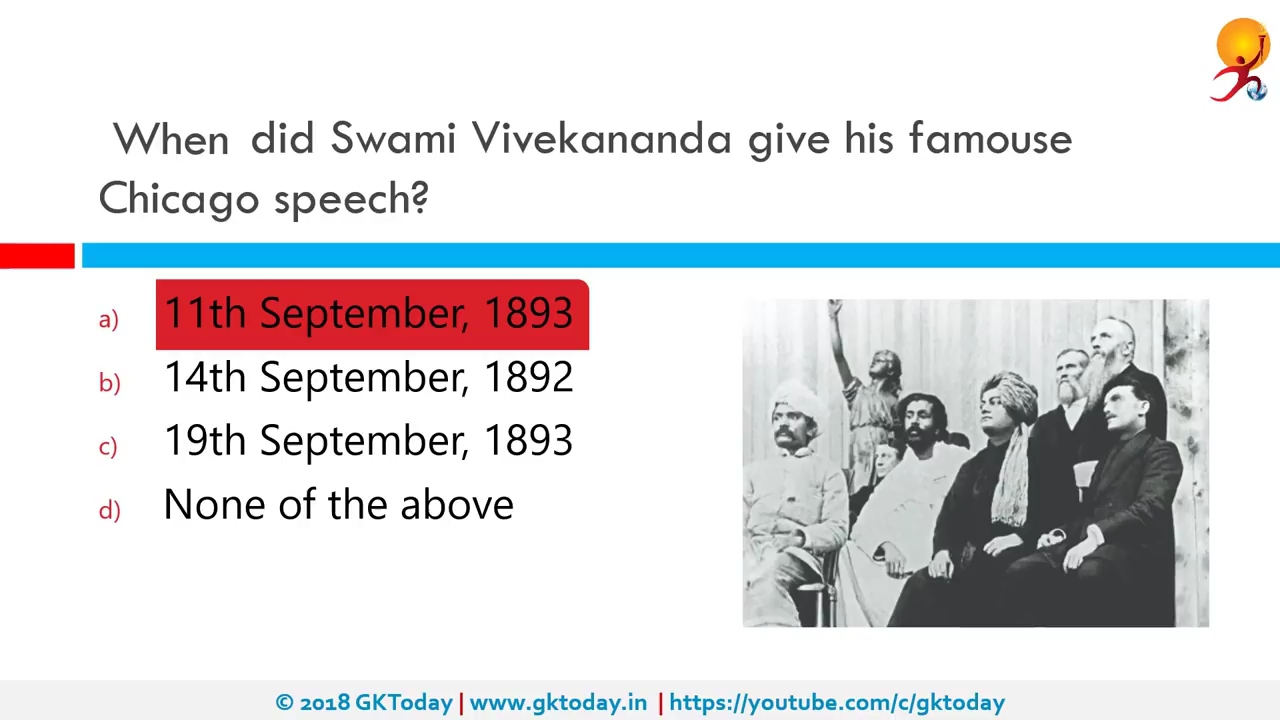 When did Swami Vivekananda give his famouse
Chicago speech?
a) 11th September, 1893
b) 14th September, 1892
c) 19th September, 1893
d) None of the above
© 2018 GKToday | www.gktoday.in | https://youtube.com/c/gktoday